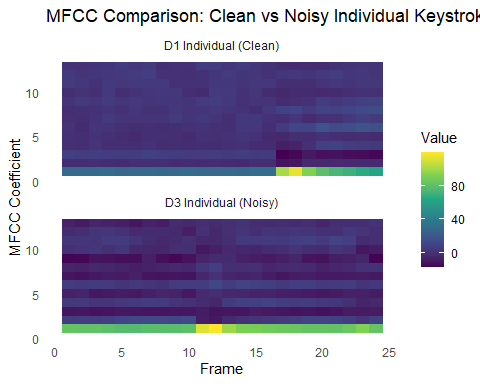 MFCC Comparison: Clean vs Noisy Individual Keystrok
D1 Individual (Clean)
10
5
0
D3 Individual (Noisy)
10
5
0
0 5 10 15 20 25
Frame
MFCC Coefficient
Value
80
40
0